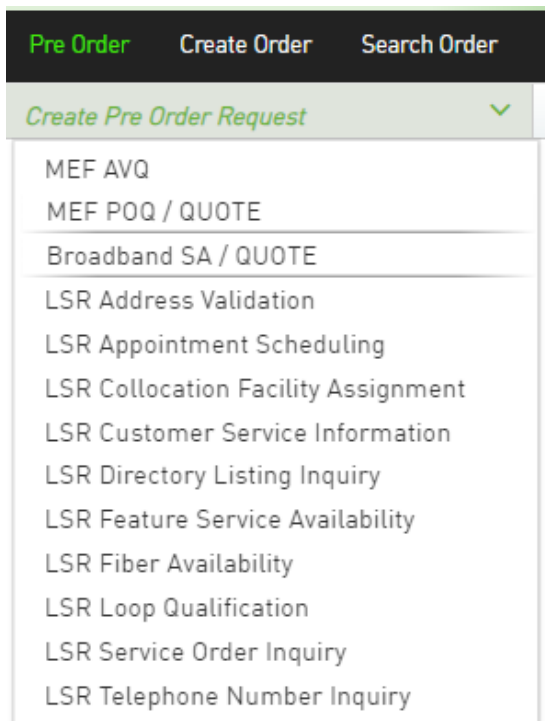 Pre Order Create Order Search Order
Create Pre Order Request
MEF AVQ
MEF POQ / QUOTE
Broadband SA / QUOTE
LSR Address Validation
LSR Appointment Scheduling
LSR Collocation Facility Assignment
LSR Customer Service Information
LSR Directory Listing Inquiry
LSR Feature Service Availability
LSR Fiber Availability
LSR Loop Qualification
LSR Service Order Inquiry
LSR Telephone Number Inquiry